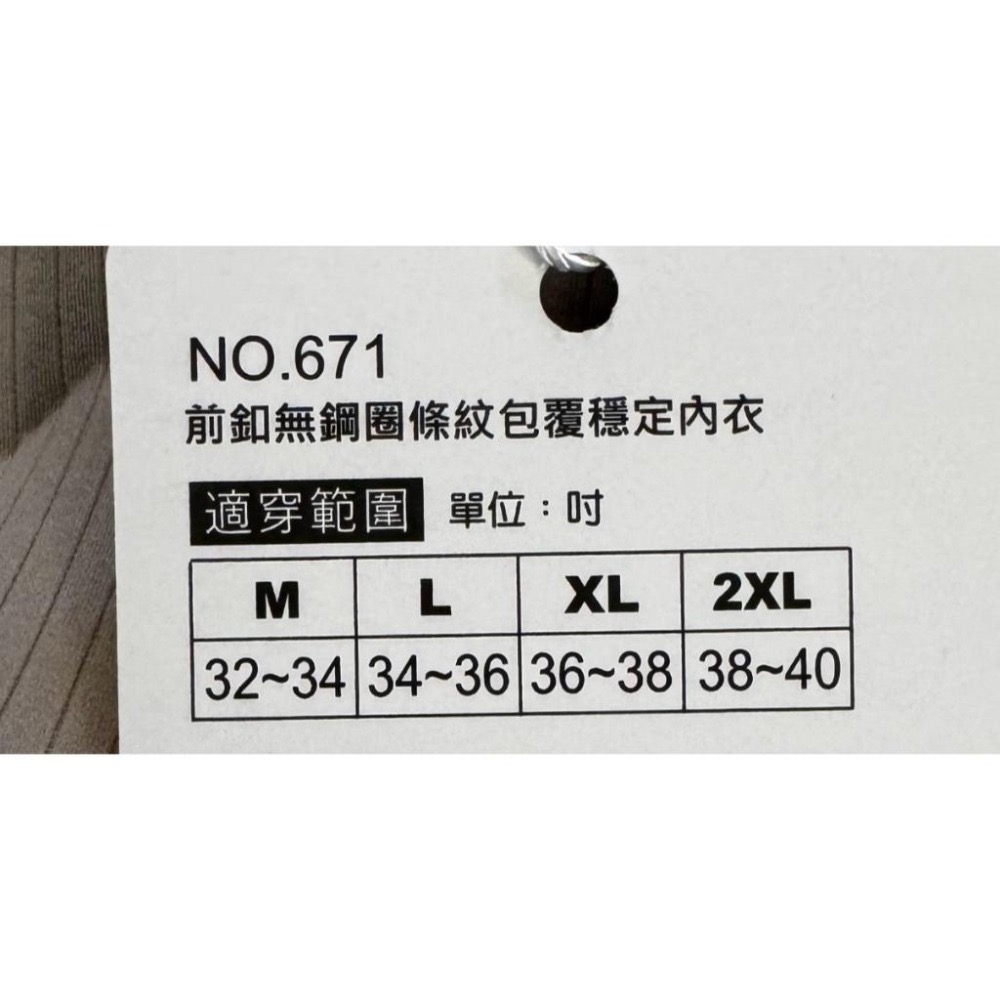 NO.671
前釦無鋼圈條紋包覆穩定內衣
適穿範圍 單位：吋
M L XL 2XL
32~34 34~36 36~38 38~40